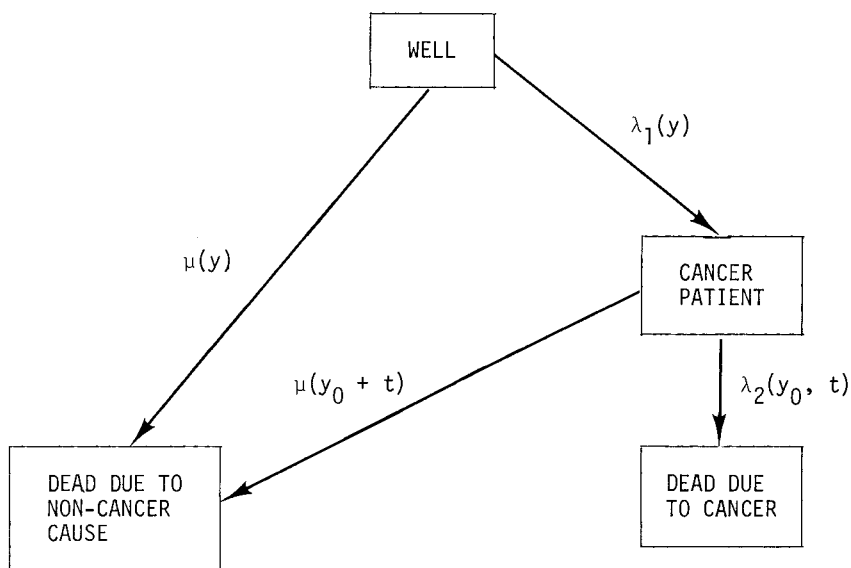 WELL
λ1(y)
μ(y)
CANCER
PATIENT
μ(y0 + t)
λ2(y0, t)
DEAD DUE TO
NON-CANCER
CAUSE
DEAD DUE
TO CANCER